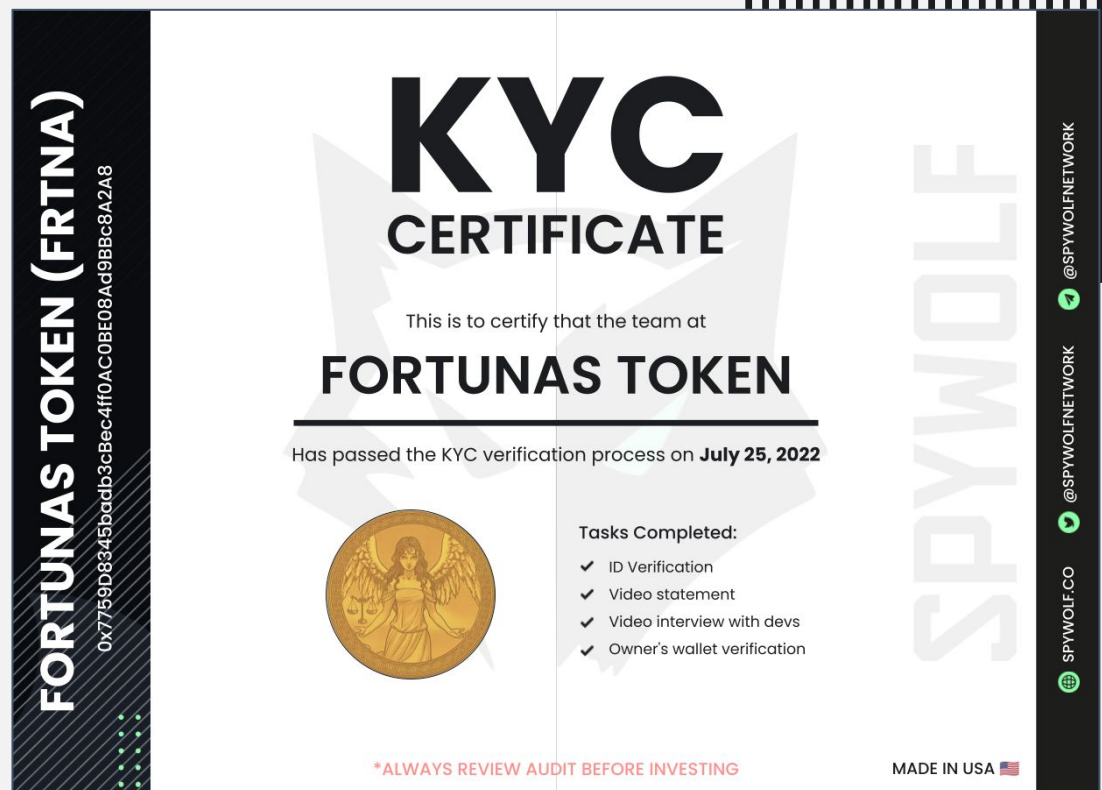 FORTUNAS TOKEN (FRTNA)
0x7759D8345badb3cBec4ff0AC0BE08Ad9BBc8A2A8
KYC
CERTIFICATE
This is to certify that the team at
FORTUNAS TOKEN
Has passed the KYC verification process on July 25, 2022
Tasks Completed:
ID Verification
Video statement
Video interview with devs
Owner's wallet verification
*ALWAYS REVIEW AUDIT BEFORE INVESTING
MADE IN USA
SPYWOLF
SPYWOLF.CO
@SPYWOLFNETWORK
@SPYWOLFNETWORK